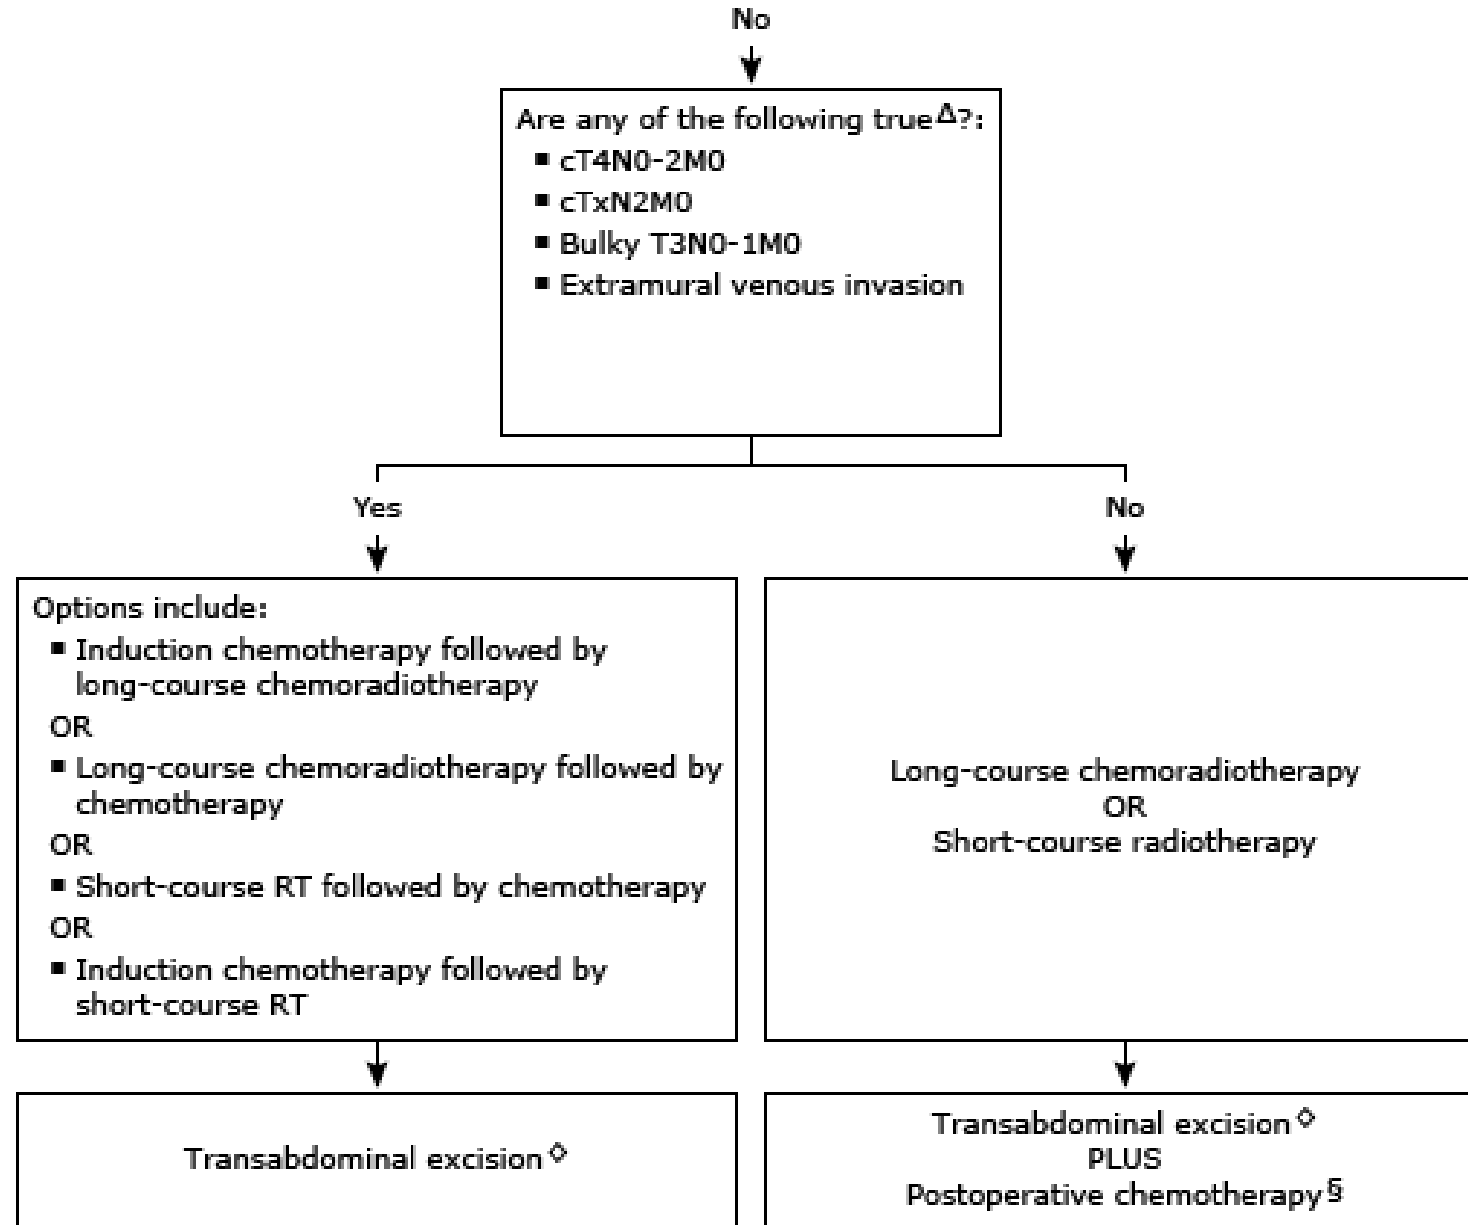 No
Are any of the following true Δ?:
▪ cT4N0-2M0
▪ cTxN2M0
▪ Bulky T3N0-1M0
▪ Extramural venous invasion
Yes
No
Options include:
▪ Induction chemotherapy followed by
long-course chemoradiotherapy
OR
▪ Long-course chemoradiotherapy followed by
chemotherapy
OR
▪ Short-course RT followed by chemotherapy
OR
▪ Induction chemotherapy followed by
short-course RT
Long-course chemoradiotherapy
OR
Short-course radiotherapy
Transabdominal excision ◊
Transabdominal excision ◊
PLUS
Postoperative chemotherapy §